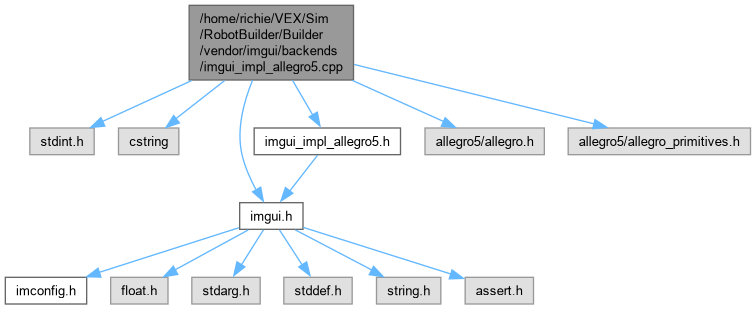 /home/richie/VEX/Sim
/RobotBuilder/Builder
/vendor/imgui/backends
/imgui_impl_allegro5.cpp
stdint.h
cstring
imgui_impl_allegro5.h
allegro5/allegro.h
allegro5/allegro_primitives.h
imgui.h
imconfig.h
float.h
stdarg.h
stddef.h
string.h
assert.h